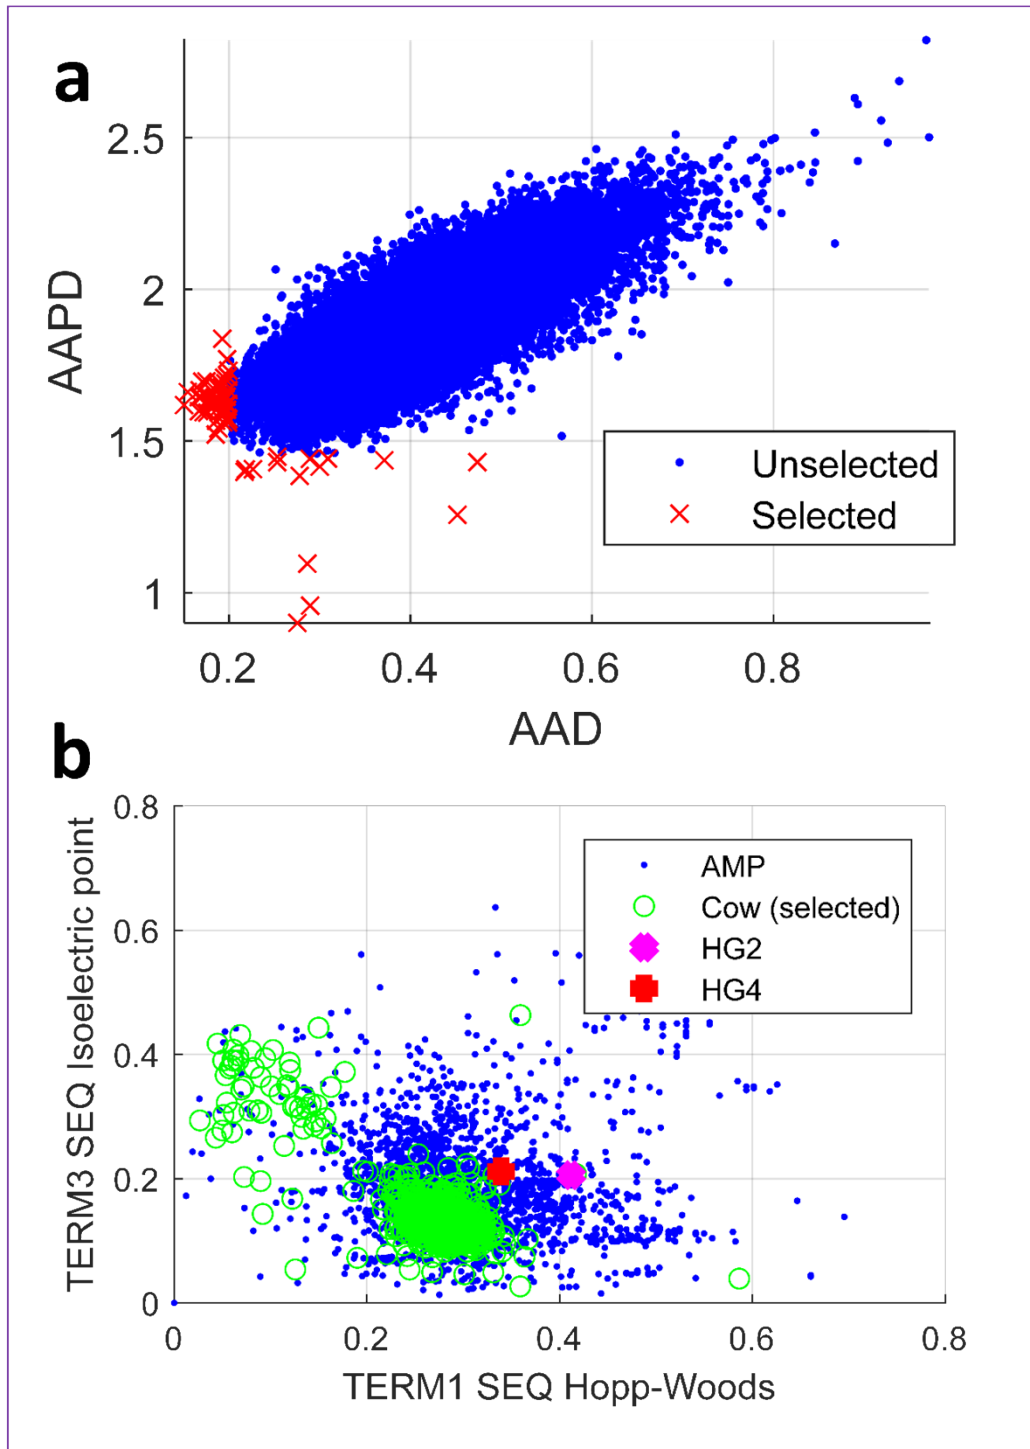 a
2.5
2
1.5
1
AAPD
Unselected
Selected
0.2 0.4 0.6 0.8
AAD
b
0.8
0.6
0.4
0.2
0
TERM3 SEQ Isoelectric point
AMP
Cow (selected)
HG2
HG4
0 0.2 0.4 0.6 0.8
TERM1 SEQ Hopp-Woods